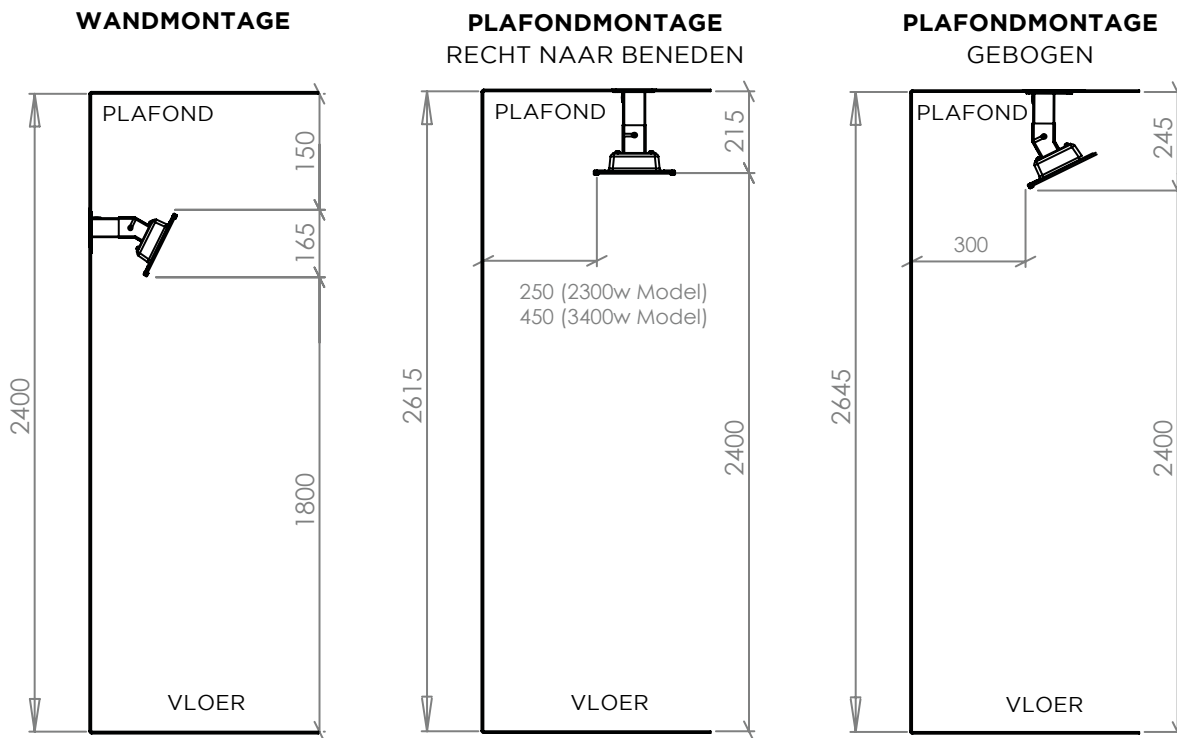 WANDMONTAGE
PLAFOND
150
165
1800
2400
VLOER
PLAFONDMONTAGE
RECHT NAAR BENEDEN
PLAFOND
215
250 (2300w Model)
450 (3400w Model)
2615
2400
VLOER
PLAFONDMONTAGE
GEBOGEN
PLAFOND
245
300
2645
2400
VLOER